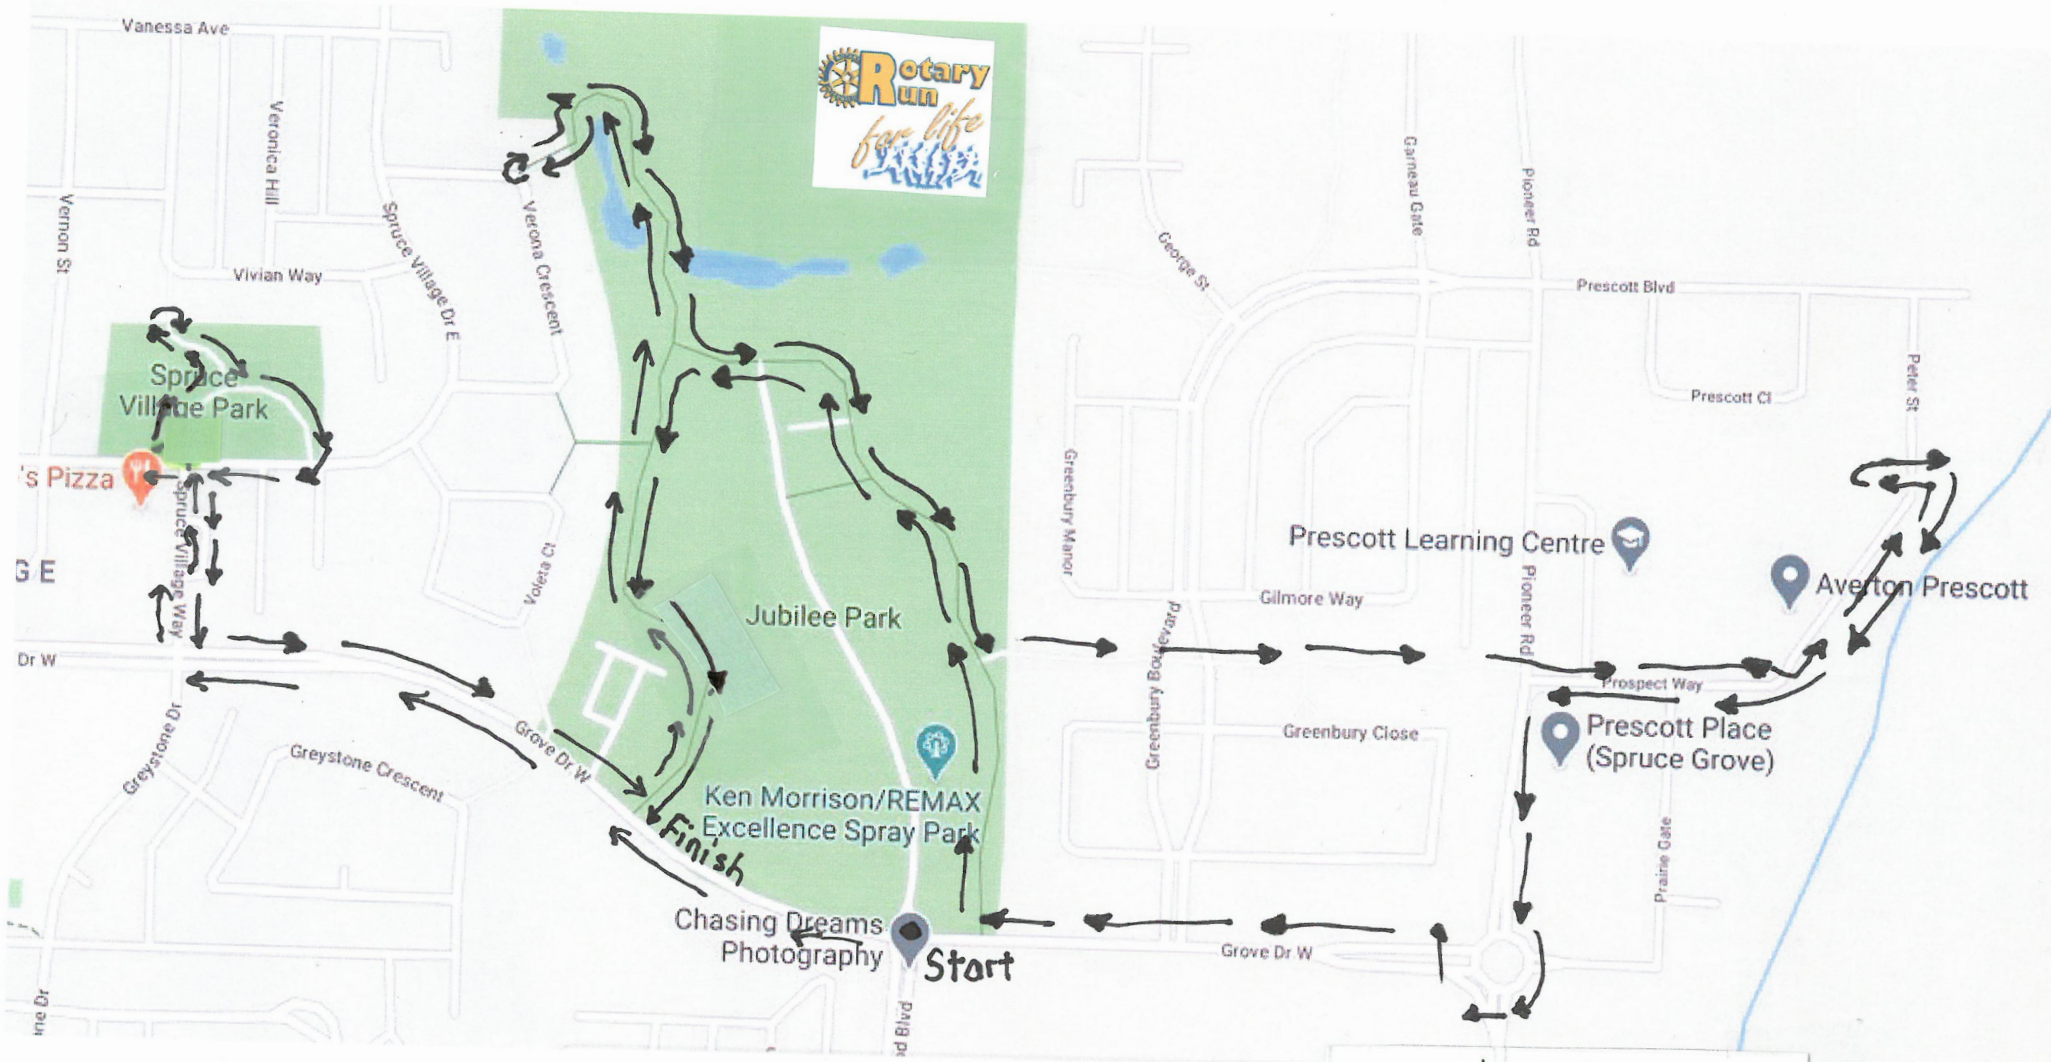 Vanessa Ave
Rotary
Run
for life
Veronica Hill
Garneau Gate
Pioneer Rd
Vernon St
Spruce Village Dr E
Verona Crescent
George St
Vivian Way
Prescott Blvd
Spruce
Village Park
Peter St
Prescott Cl
's Pizza
Spruce Village Way
Greenbury Manor
Prescott Learning Centre
G E
Voleta Ct
Averton Prescott
Gilmore Way
Jubilee Park
Pioneer Rd
Greenbury Boulevard
Dr W
Prospect Way
Greystone Dr
Grove Dr W
Greenbury Close
Prescott Place
(Spruce Grove)
Greystone Crescent
Ken Morrison/REMAX
Excellence Spray Park
Finish
Prairie Gate
Chasing Dreams
Photography
Start
Grove Dr W
ne Dr
d Blvd